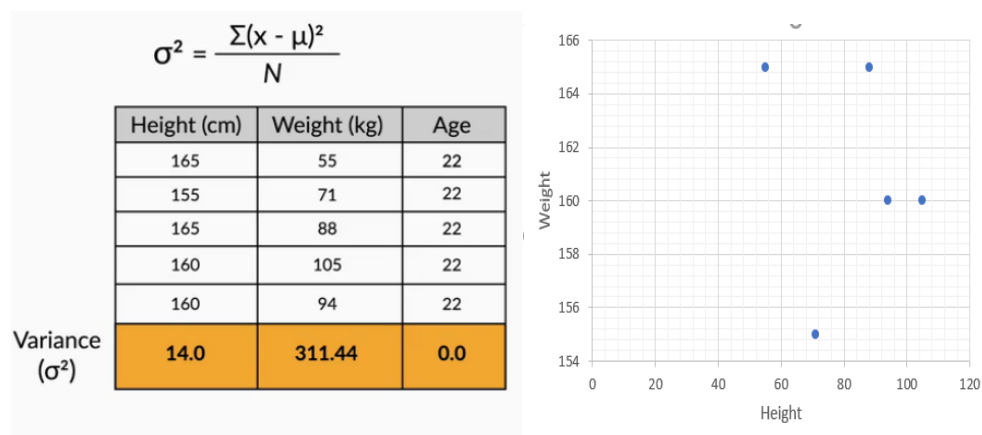 σ² = Σ(x - μ)²
N
Height (cm) Weight (kg) Age
165 55 22
155 71 22
165 88 22
160 105 22
160 94 22
Variance
(σ²)
14.0 311.44 0.0
166
164
162
160
158
156
154
Weight
0 20 40 60 80 100 120
Height